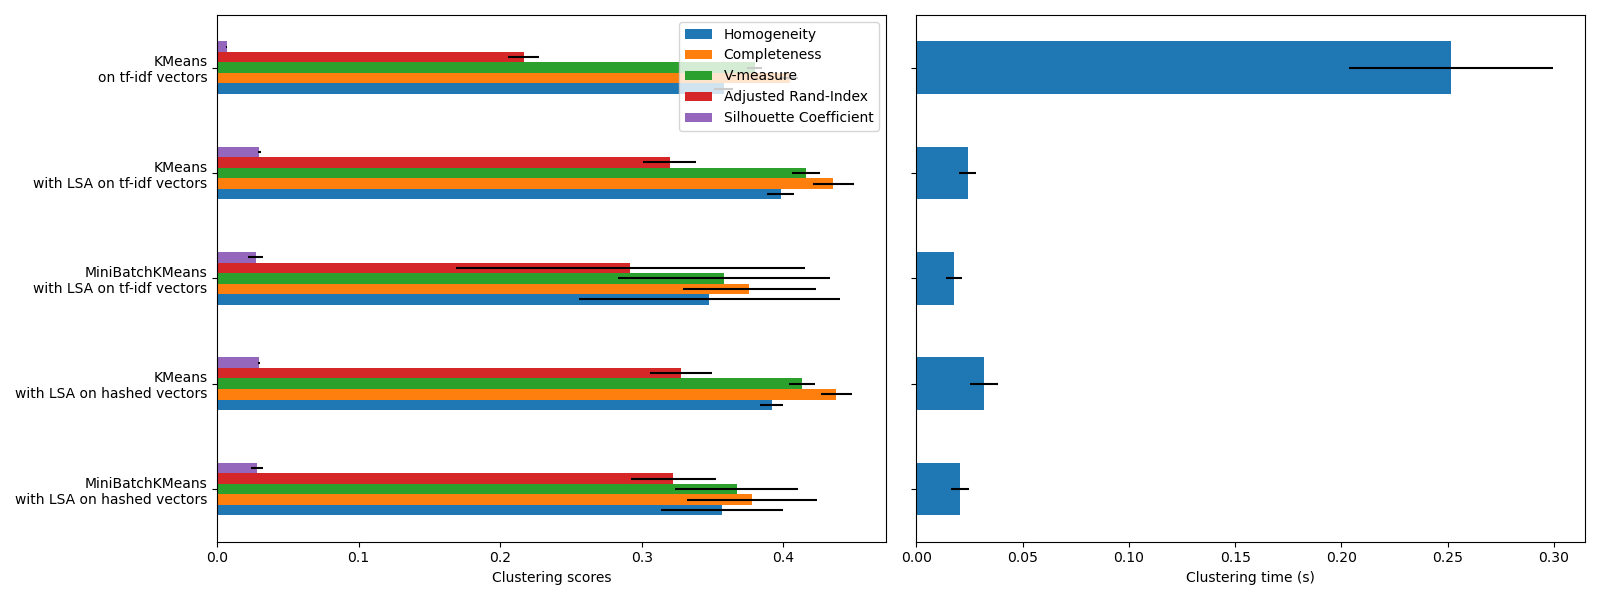 Homogeneity
Completeness
V-measure
Adjusted Rand-Index
Silhouette Coefficient
KMeans
on tf-idf vectors
KMeans
with LSA on tf-idf vectors
MiniBatchKMeans
with LSA on tf-idf vectors
KMeans
with LSA on hashed vectors
MiniBatchKMeans
with LSA on hashed vectors
0.0 0.1 0.2 0.3 0.4
Clustering scores
0.00 0.05 0.10 0.15 0.20 0.25 0.30
Clustering time (s)